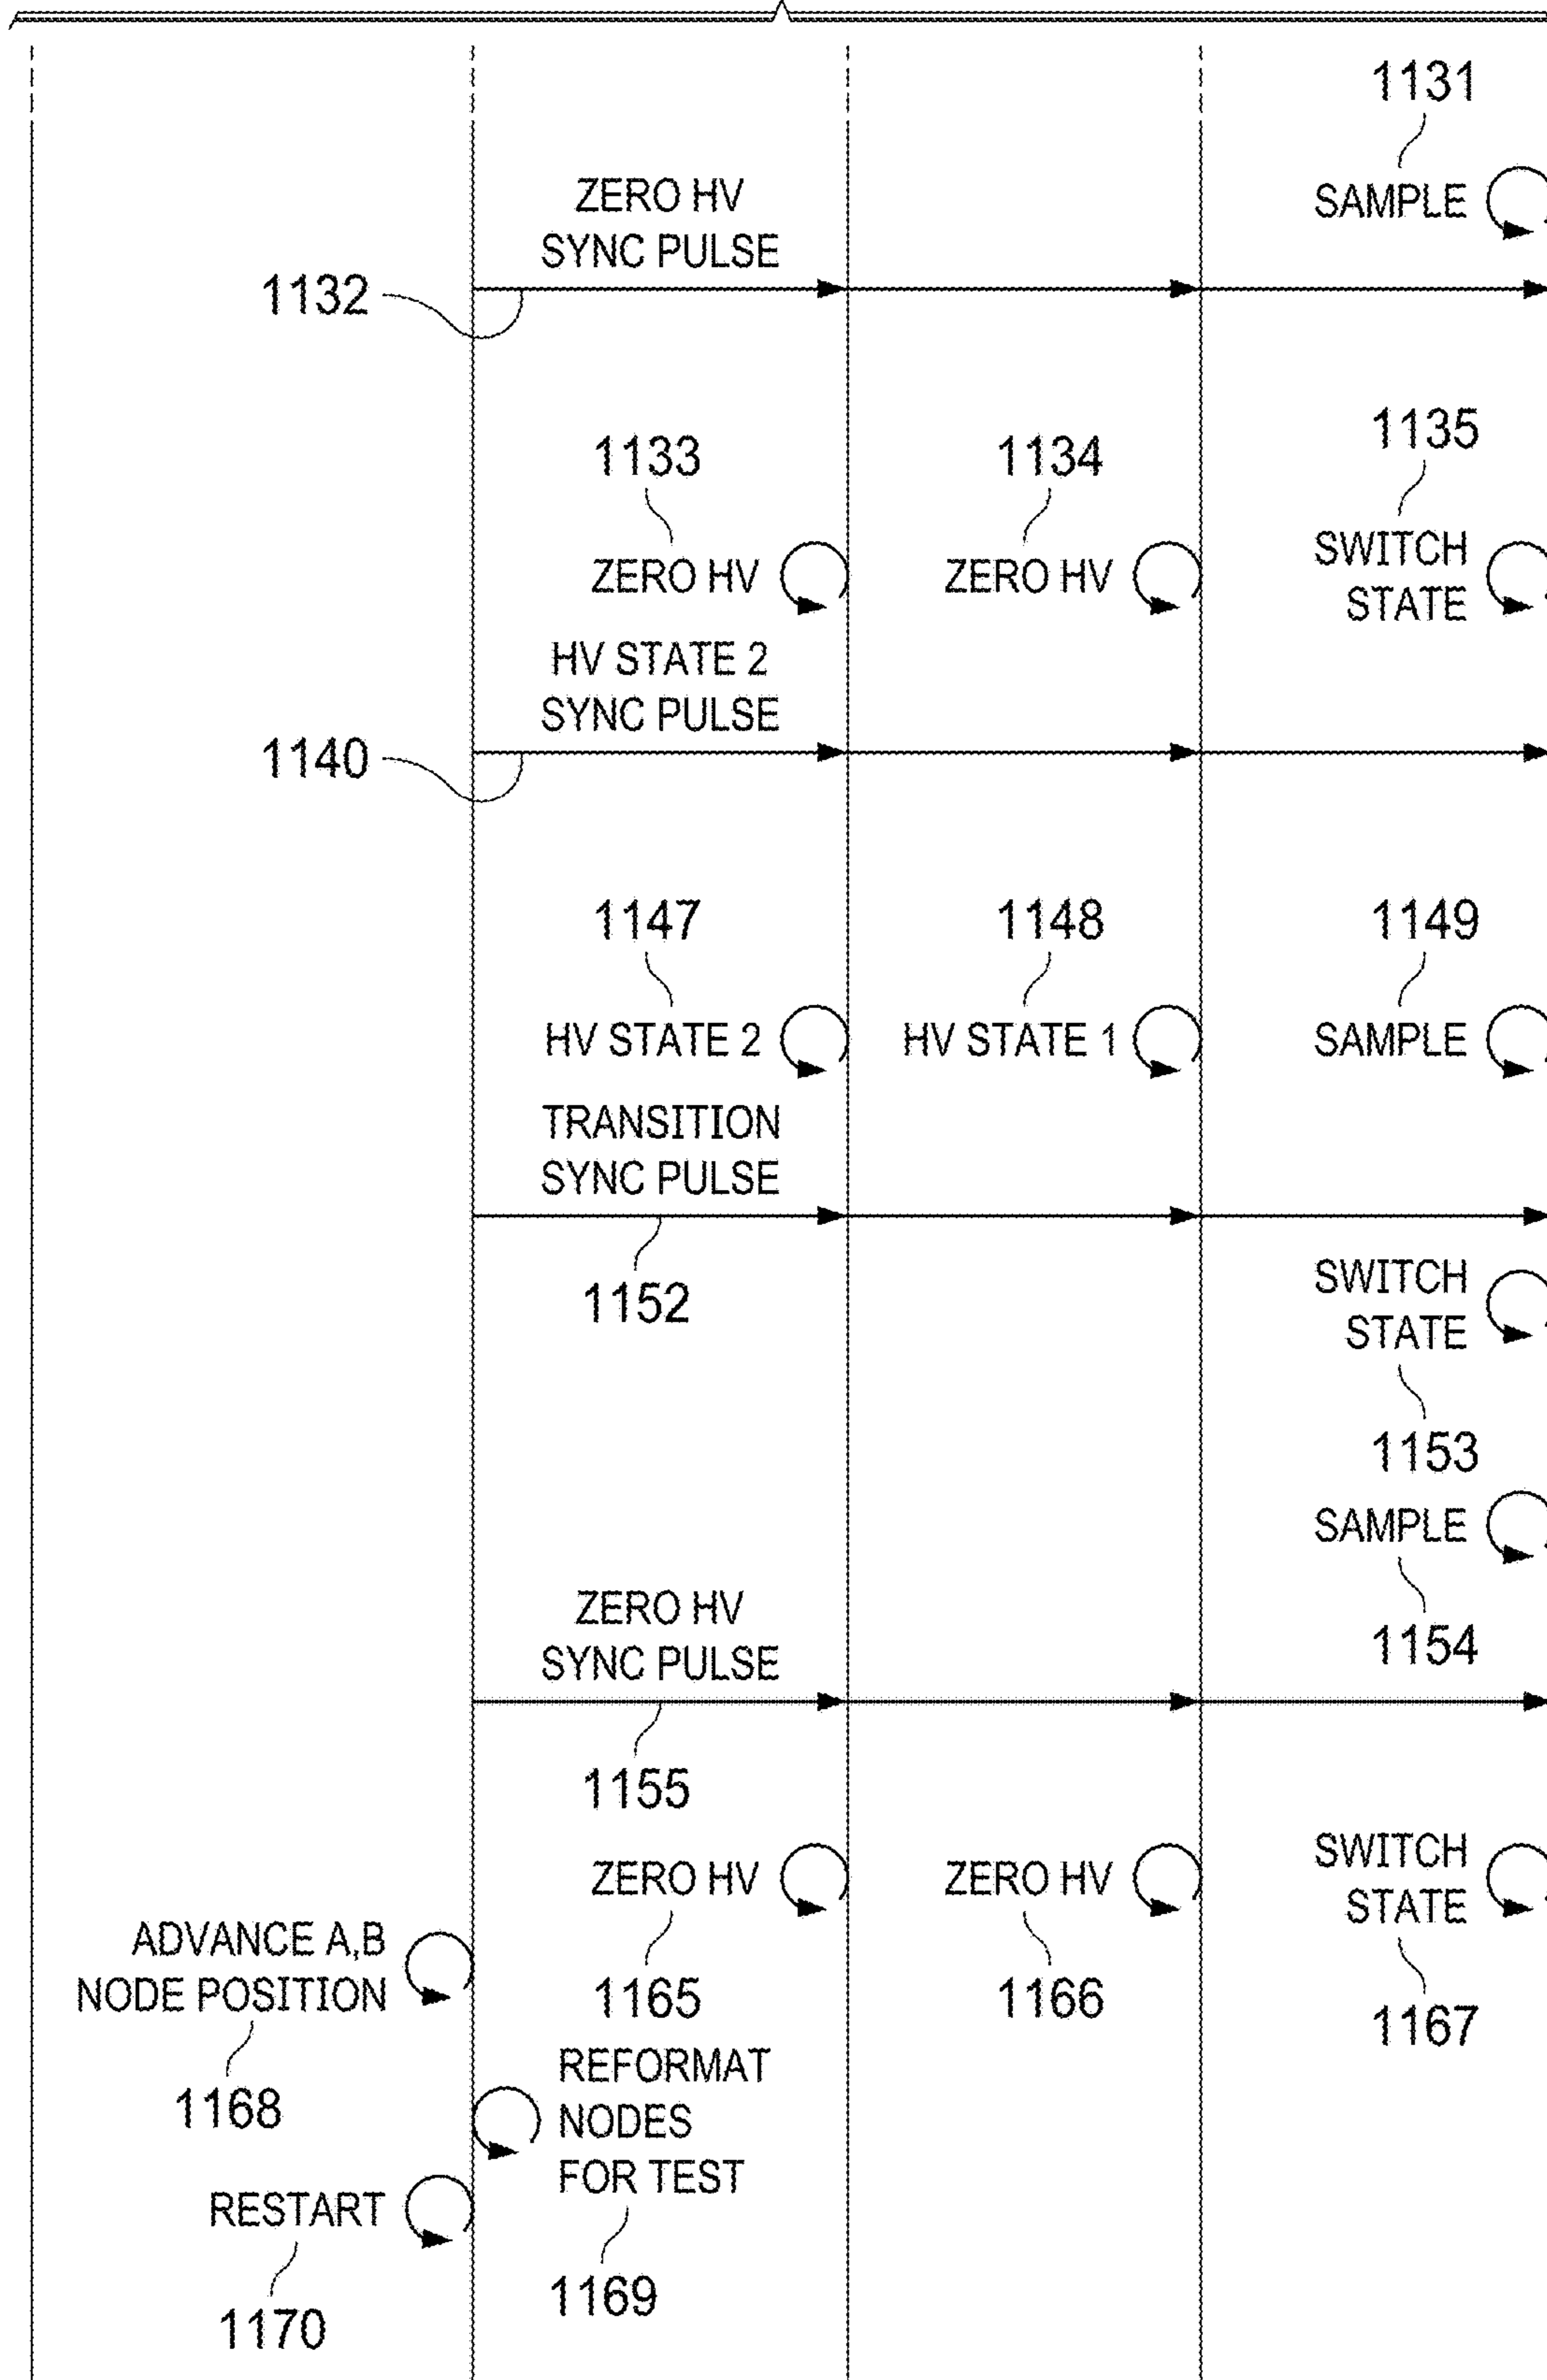 1131
SAMPLE
ZERO HV
SYNC PULSE
1132
1133
1134
1135
ZERO HV
ZERO HV
SWITCH
STATE
HV STATE 2
SYNC PULSE
1140
1147
1148
1149
HV STATE 2
HV STATE 1
SAMPLE
TRANSITION
SYNC PULSE
1152
SWITCH
STATE
1153
SAMPLE
1154
ZERO HV
SYNC PULSE
1155
ZERO HV
1165
ZERO HV
1166
SWITCH
STATE
1167
ADVANCE A,B
NODE POSITION
1168
REFORMAT
NODES
FOR TEST
1169
RESTART
1170